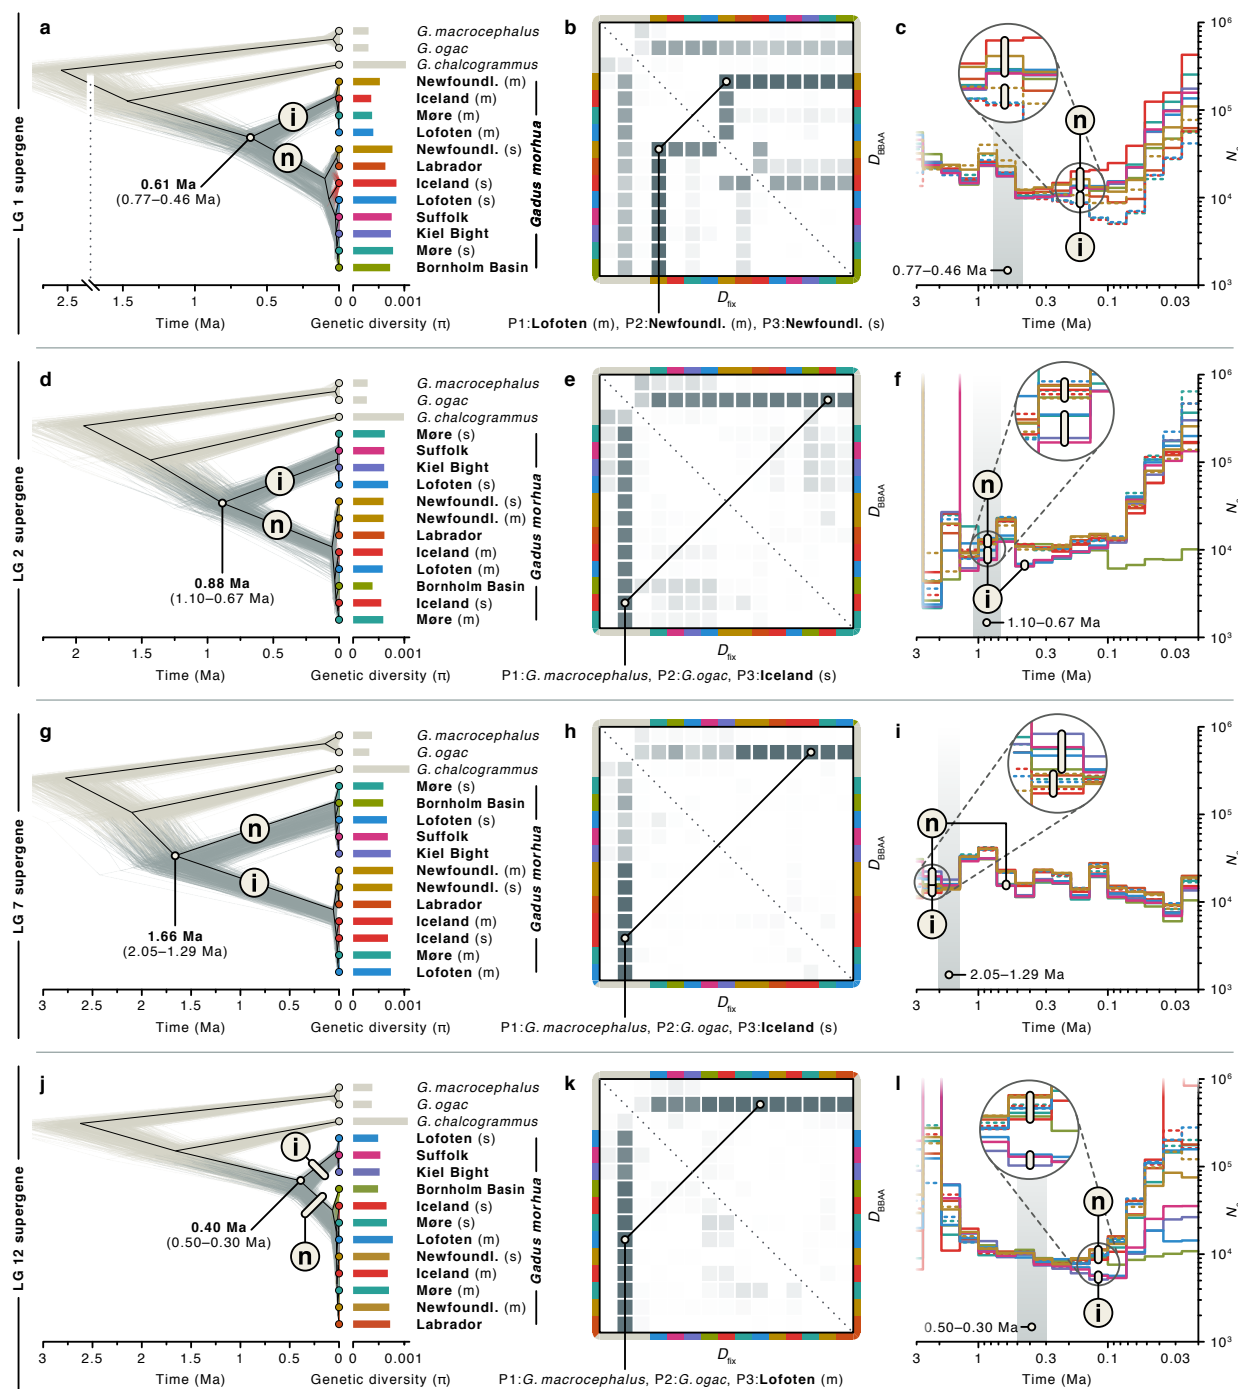 LG 1 supergene
a
G. macrocephalus
G. ogac
G. chalcogrammus
Newfoundl. (m)
Iceland (m)
Møre (m)
Lofoten (m)
Newfoundl. (s)
Labrador
Iceland (s)
Lofoten (s)
Suffolk
Kiel Bight
Møre (s)
Bornholm Basin
Gadus morhua
i
n
0.61 Ma
(0.77–0.46 Ma)
2.5 1.5 1 0.5 0 0 0.001
Time (Ma) Genetic diversity (π)
b
D BBAA
D fix
P1:Lofoten (m), P2:Newfoundl. (m), P3:Newfoundl. (s)
c
n
i
0.77–0.46 Ma
10^6
10^5
10^4
10^3
3 1 0.3 0.1 0.03
Time (Ma)
LG 2 supergene
d
G. macrocephalus
G. ogac
G. chalcogrammus
Møre (s)
Suffolk
Kiel Bight
Lofoten (s)
Newfoundl. (s)
Newfoundl. (m)
Labrador
Iceland (m)
Lofoten (m)
Bornholm Basin
Iceland (s)
Møre (m)
Gadus morhua
i
n
0.88 Ma
(1.10–0.67 Ma)
2 1.5 1 0.5 0 0 0.001
Time (Ma) Genetic diversity (π)
e
D BBAA
D fix
P1:G. macrocephalus, P2:G.ogac, P3:Iceland (s)
f
n
i
1.10–0.67 Ma
10^6
10^5
10^4
10^3
3 1 0.3 0.1 0.03
Time (Ma)
LG 7 supergene
g
G. macrocephalus
G. ogac
G. chalcogrammus
Møre (s)
Bornholm Basin
Lofoten (s)
Suffolk
Kiel Bight
Newfoundl. (m)
Newfoundl. (s)
Labrador
Iceland (m)
Iceland (s)
Møre (m)
Lofoten (m)
Gadus morhua
n
i
1.66 Ma
(2.05–1.29 Ma)
3 2.5 2 1.5 1 0.5 0 0 0.001
Time (Ma) Genetic diversity (π)
h
D BBAA
D fix
P1:G. macrocephalus, P2:G.ogac, P3:Iceland (s)
i
n
i
2.05–1.29 Ma
10^6
10^5
10^4
10^3
3 1 0.3 0.1 0.03
Time (Ma)
LG 12 supergene
j
G. macrocephalus
G. ogac
G. chalcogrammus
Lofoten (s)
Suffolk
Kiel Bight
Bornholm Basin
Iceland (s)
Møre (s)
Lofoten (m)
Newfoundl. (s)
Iceland (m)
Møre (m)
Newfoundl. (m)
Labrador
Gadus morhua
i
n
0.40 Ma
(0.50–0.30 Ma)
3 2.5 2 1.5 1 0.5 0 0 0.001
Time (Ma) Genetic diversity (π)
k
D BBAA
D fix
P1:G. macrocephalus, P2:G.ogac, P3:Lofoten (m)
l
n
i
0.50–0.30 Ma
10^6
10^5
10^4
10^3
3 1 0.3 0.1 0.03
Time (Ma)